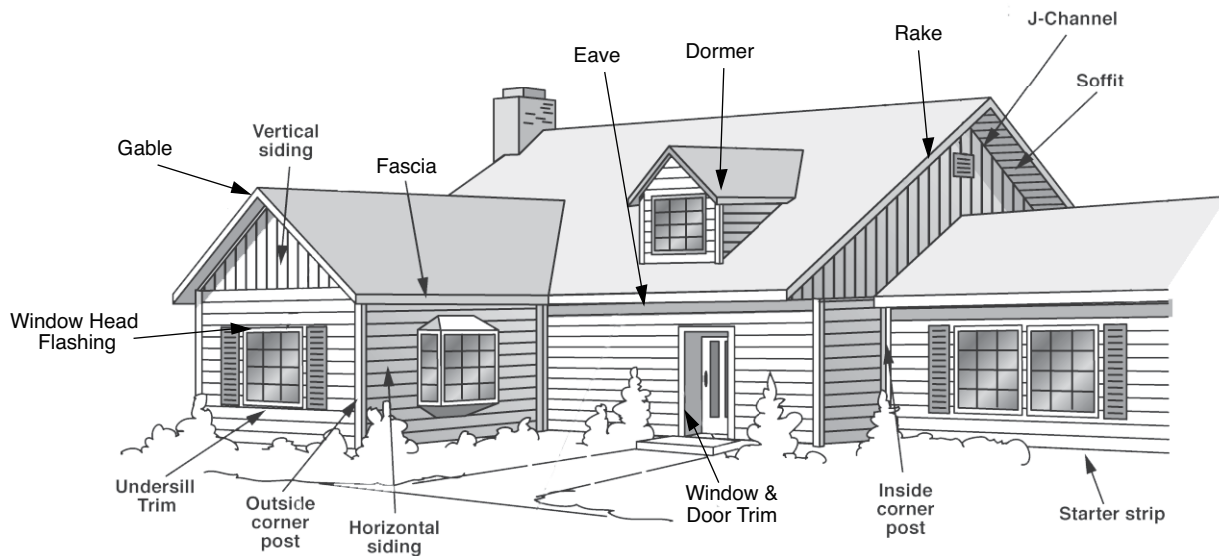 J-Channel
Rake
Dormer
Eave
Soffit
Vertical
siding
Gable
Fascia
Window Head
Flashing
Undersill
Trim
Outside
corner
post
Horizontal
siding
Window &
Door Trim
Inside
corner
post
Starter strip